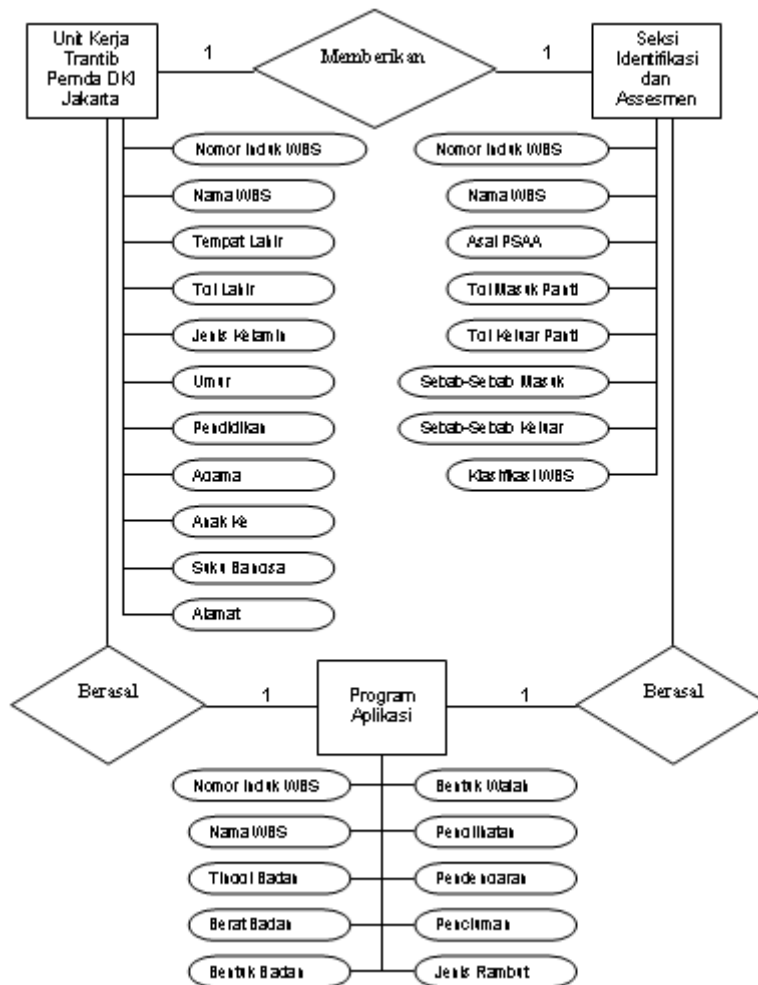 Unit Kerja
Trantib
Pemda DKI
Jakarta
1
Memberikan
1
Seksi
Identifikasi
dan
Assesmen
Nomor Induk WBS
Nama WBS
Tempat Lahir
Tgl Lahir
Jenis Kelamin
Umur
Pendidikan
Agama
Anak ke
Suku Bangsa
Alamat
Nomor Induk WBS
Nama WBS
Asal PSAA
Tgl Masuk Panti
Tgl Keluar Panti
Sebab-Sebab Masuk
Sebab-Sebab Keluar
Klasifikasi WBS
Berasal
1
Program
Aplikasi
1
Berasal
Nomor Induk WBS
Nama WBS
Tinggi Badan
Berat Badan
Bentuk Badan
Bentuk Wajah
Penglihatan
Pendengaran
Penciuman
Jenis Rambut